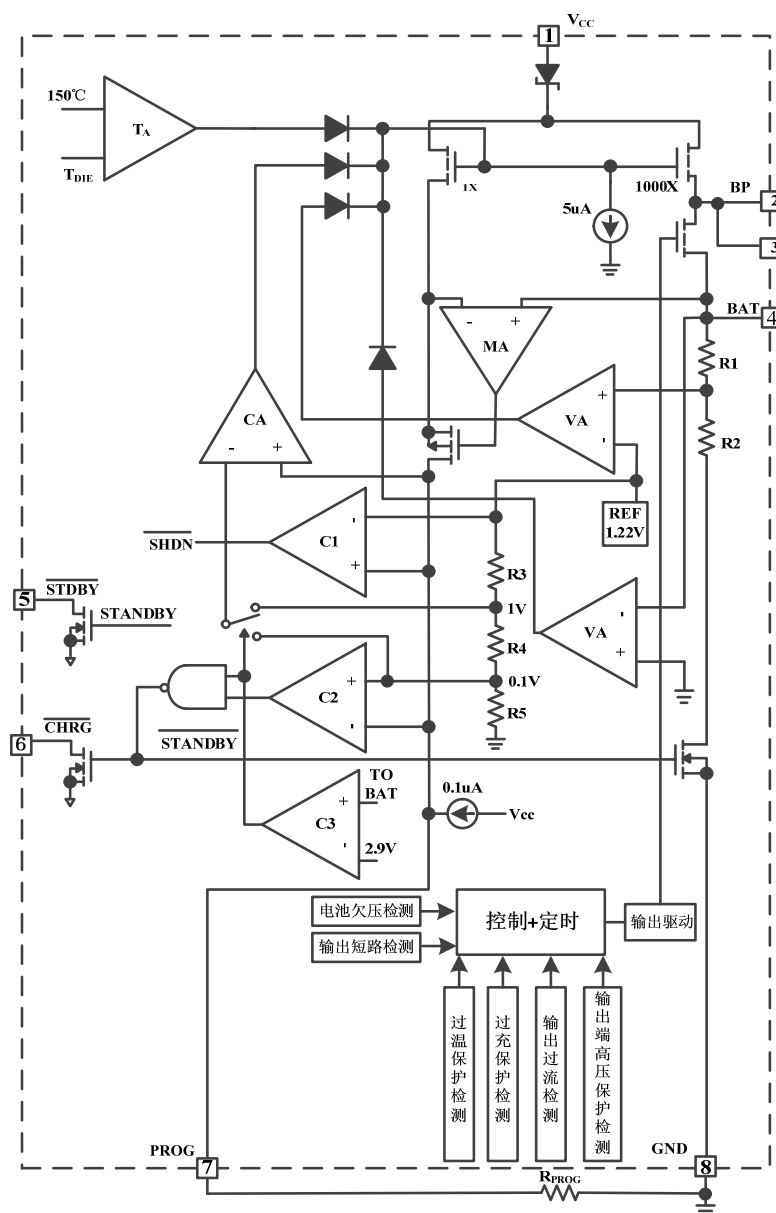 VCC
1
150℃
TA
TDIE
1X
1000X
BP
2
5uA
3
BAT
4
- +
MA
R1
CA
- +
+
VA
-
R2
REF
1.22V
SHDN
-
C1
+
R3
5
STDBY
STANDBY
1V
-
VA
+
R4
+
C2
-
0.1V
R5
STANDBY
6
CHRG
TO
BAT
+
C3
-
2.9V
0.1uA
Vcc
电池欠压检测
输出短路检测
控制+定时
输出驱动
过温保护检测
过充保护检测
输出过流检测
输出端高压保护检测
PROG
7
GND
8
RPROG